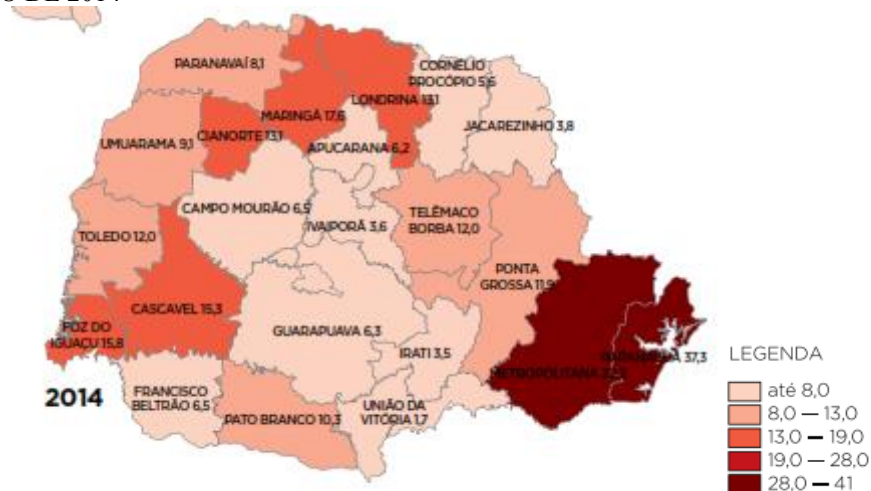 PARANAVAÍ 8,1
CORNÉLIO
PROCÓPIO 5,6
LONDRINA 13,1
MARINGÁ 17,6
JACAREZINHO 3,8
UMUARAMA 9,1
CIANORTE 13,1
APUCARANA 6,2
CAMPO MOURÃO 6,5
TELÊMACO
BORBA 12,0
IVAIPORÃ 3,6
TOLEDO 12,0
PONTA
GROSSA 11,9
CASCAVEL 15,3
FOZ DO
IGUAÇU 15,8
GUARAPUAVA 6,3
IRATI 3,5
37,3
METROPOLITANA
2014
FRANCISCO
BELTRÃO 6,5
PATO BRANCO 10,3
UNIÃO DA
VITÓRIA 1,7
LEGENDA
até 8,0
8,0 — 13,0
13,0 — 19,0
19,0 — 28,0
28,0 — 41